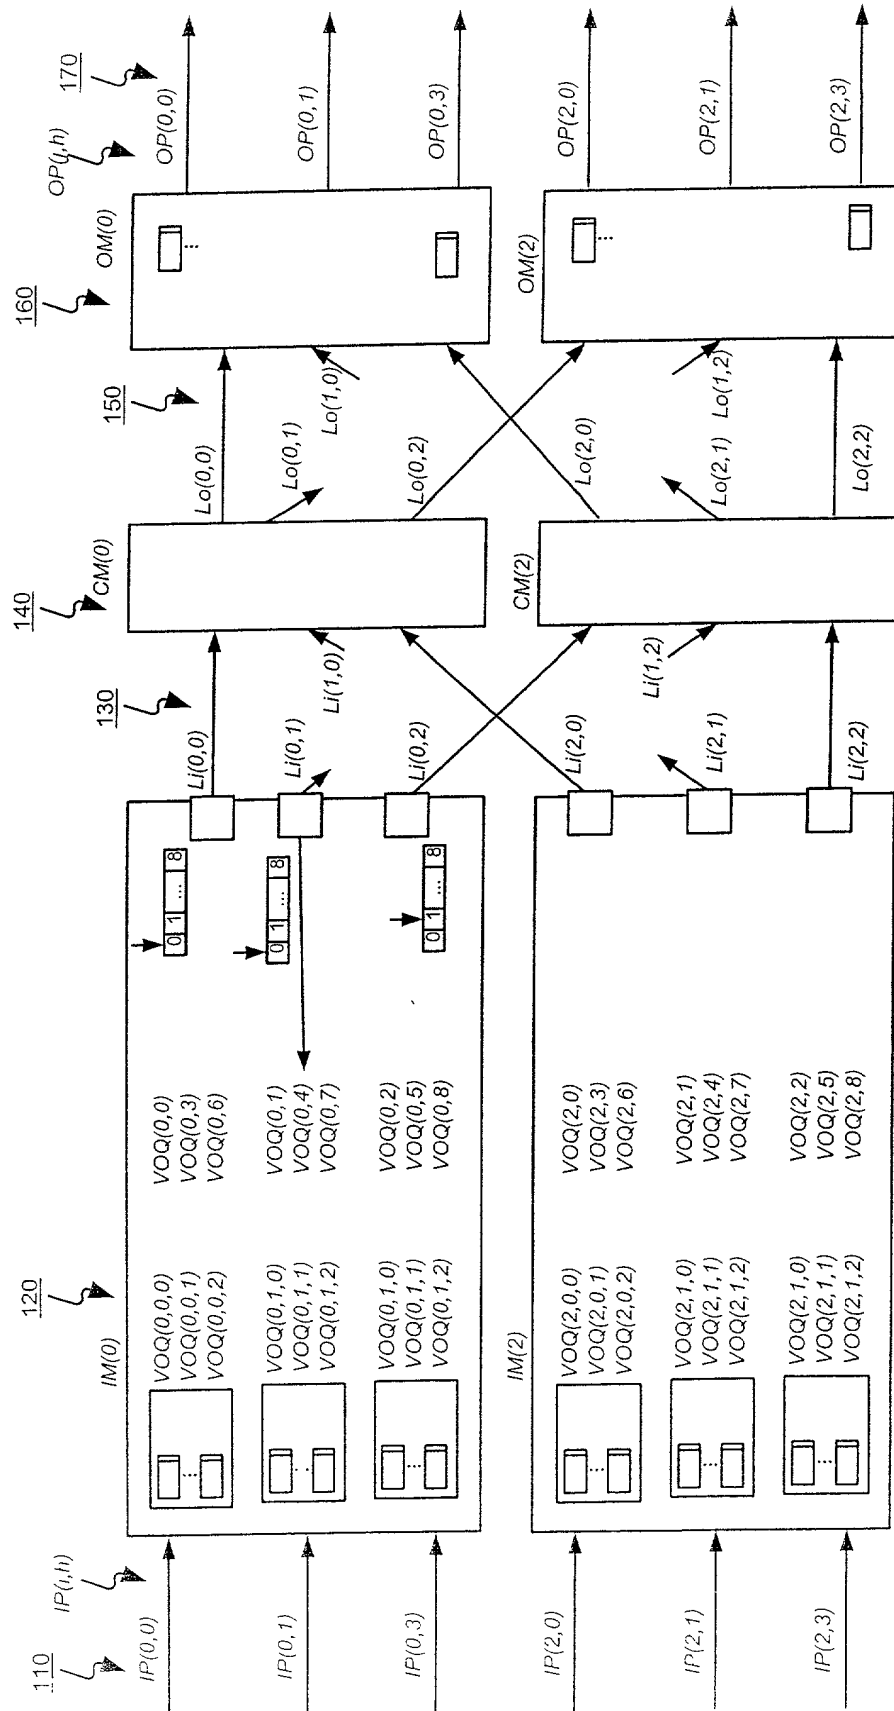 110
IP(i,h)
IP(0,0)
IP(0,1)
IP(0,3)
IP(2,0)
IP(2,1)
IP(2,3)
120
IM(0)
VOQ(0,0,0)
VOQ(0,0,1)
VOQ(0,0,2)
VOQ(0,1,0)
VOQ(0,1,1)
VOQ(0,1,2)
VOQ(0,1,0)
VOQ(0,1,1)
VOQ(0,1,2)
VOQ(0,0)
VOQ(0,3)
VOQ(0,6)
VOQ(0,1)
VOQ(0,4)
VOQ(0,7)
VOQ(0,2)
VOQ(0,5)
VOQ(0,8)
0 1 ... 8
0 1 ... 8
0 1 ... 8
IM(2)
VOQ(2,0,0)
VOQ(2,0,1)
VOQ(2,0,2)
VOQ(2,1,0)
VOQ(2,1,1)
VOQ(2,1,2)
VOQ(2,1,0)
VOQ(2,1,1)
VOQ(2,1,2)
VOQ(2,0)
VOQ(2,3)
VOQ(2,6)
VOQ(2,1)
VOQ(2,4)
VOQ(2,7)
VOQ(2,2)
VOQ(2,5)
VOQ(2,8)
130
Li(0,0)
Li(0,1)
Li(0,2)
Li(2,0)
Li(2,1)
Li(2,2)
Li(1,0)
Li(1,2)
140
CM(0)
CM(2)
150
Lo(0,0)
Lo(0,1)
Lo(0,2)
Lo(2,0)
Lo(2,1)
Lo(2,2)
Lo(1,0)
Lo(1,2)
160
OM(0)
OM(2)
OP(j,h)
170
OP(0,0)
OP(0,1)
OP(0,3)
OP(2,0)
OP(2,1)
OP(2,3)